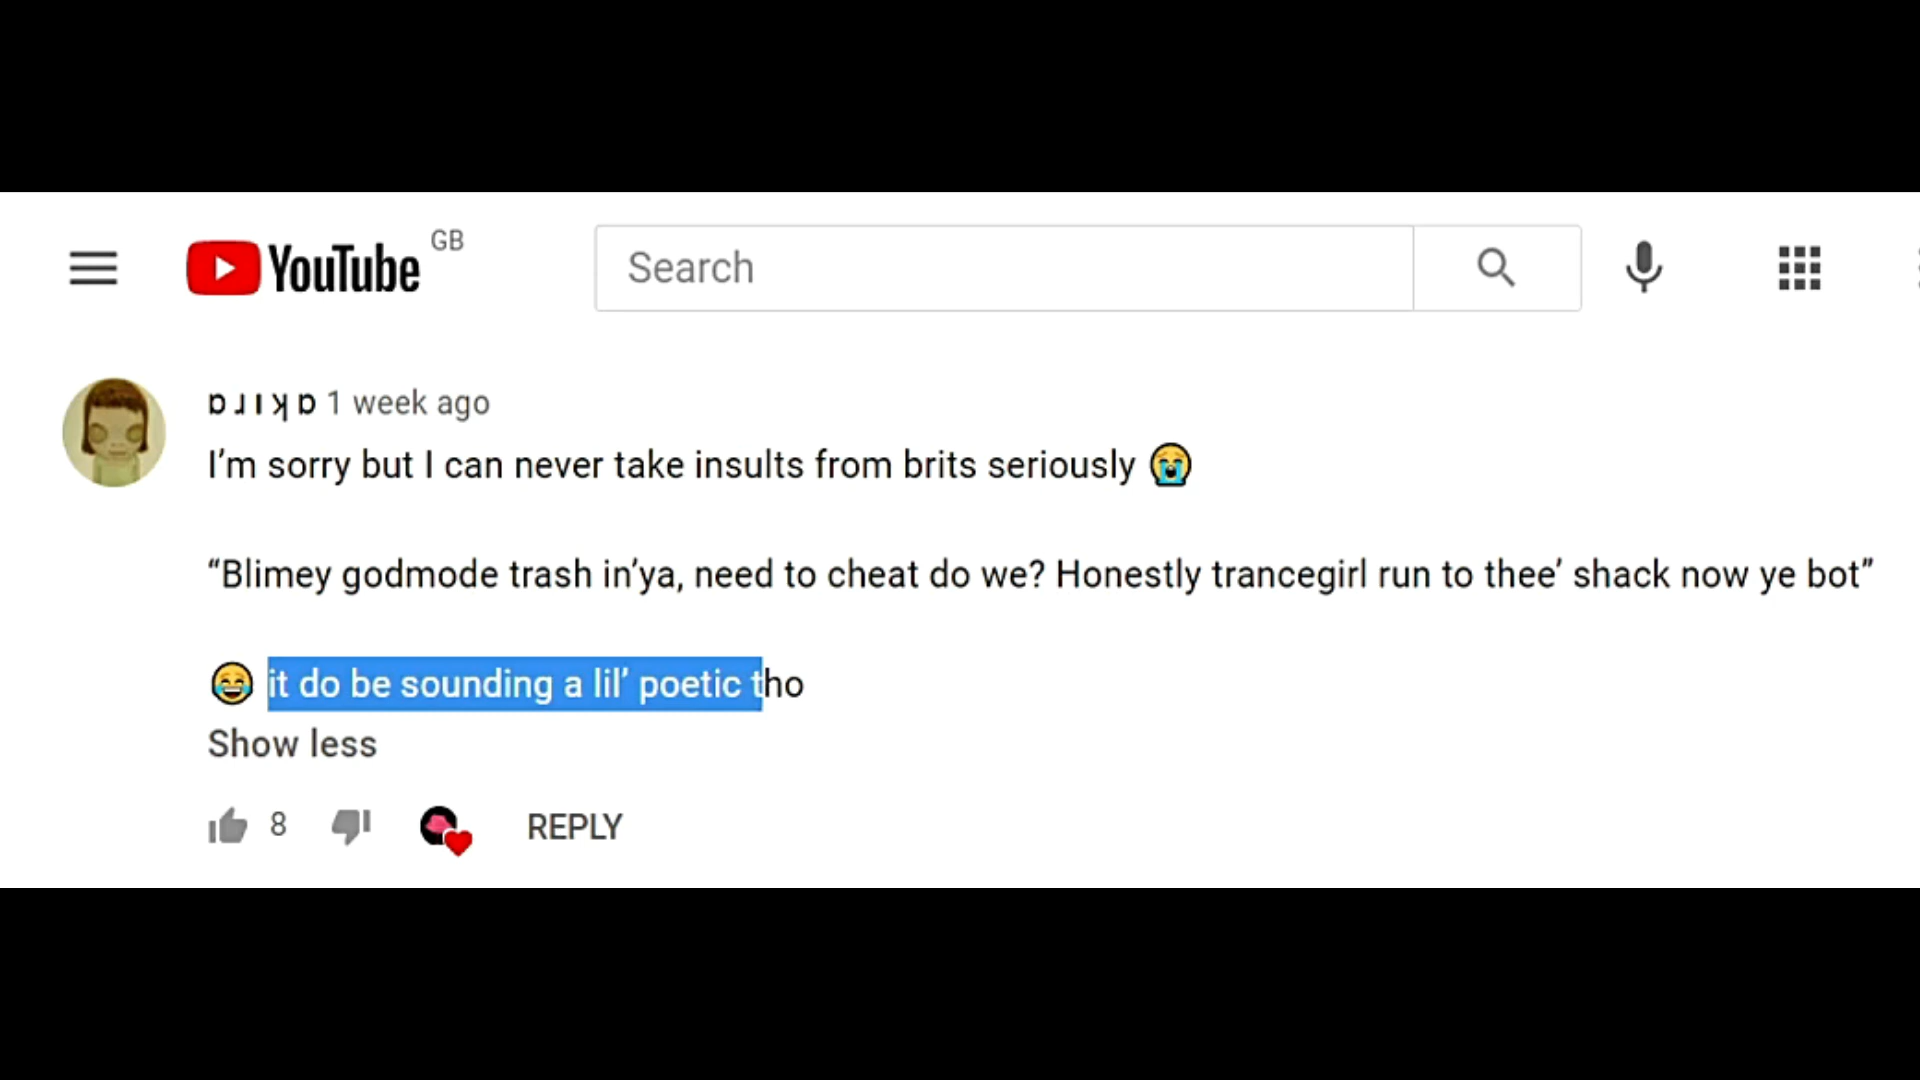 YouTube GB
Search
ɒɹıʞɒ 1 week ago
I’m sorry but I can never take insults from brits seriously 😭
“Blimey godmode trash in’ya, need to cheat do we? Honestly trancegirl run to thee’ shack now ye bot”
😂 it do be sounding a lil’ poetic tho
Show less
8 REPLY